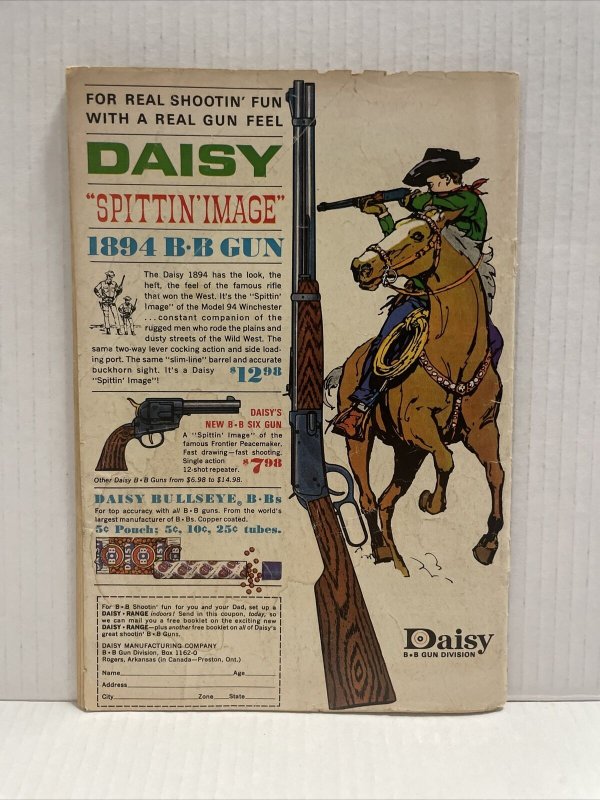 FOR REAL SHOOTIN' FUN
WITH A REAL GUN FEEL
DAISY
"SPITTIN' IMAGE"
1894 B•B GUN
The Daisy 1894 has the look, the
heft, the feel of the famous rifle
that won the West. It's the "Spittin'
Image" of the Model 94 Winchester
...constant companion of the
rugged men who rode the plains and
dusty streets of the Wild West. The
same two-way lever cocking action and side load-
ing port. The same "slim-line" barrel and accurate
buckhorn sight. It's a Daisy
"Spittin' Image"!
$12 98
DAISY'S
NEW B•B SIX GUN
A "Spittin' Image" of the
famous Frontier Peacemaker.
Fast drawing—fast shooting.
Single action
12-shot repeater.
$7 98
Other Daisy B•B Guns from $6.98 to $14.98.
DAISY BULLSEYE® B•Bs
For top accuracy with all B•B guns. From the world's
largest manufacturer of B•Bs. Copper coated.
5¢ Pouch; 5¢, 10¢, 25¢ tubes.
For B•B Shootin' fun for you and your Dad, set up a
DAISY•RANGE indoors! Send in this coupon, today, so
we can mail you a free booklet on the exciting new
DAISY•RANGE—plus another free booklet on all of Daisy's
great shootin' B•B Guns.
DAISY MANUFACTURING COMPANY
B•B Gun Division, Box 1162-O
Rogers, Arkansas (in Canada—Preston, Ont.)
Name Age
Address
City Zone State
Daisy
B•B GUN DIVISION